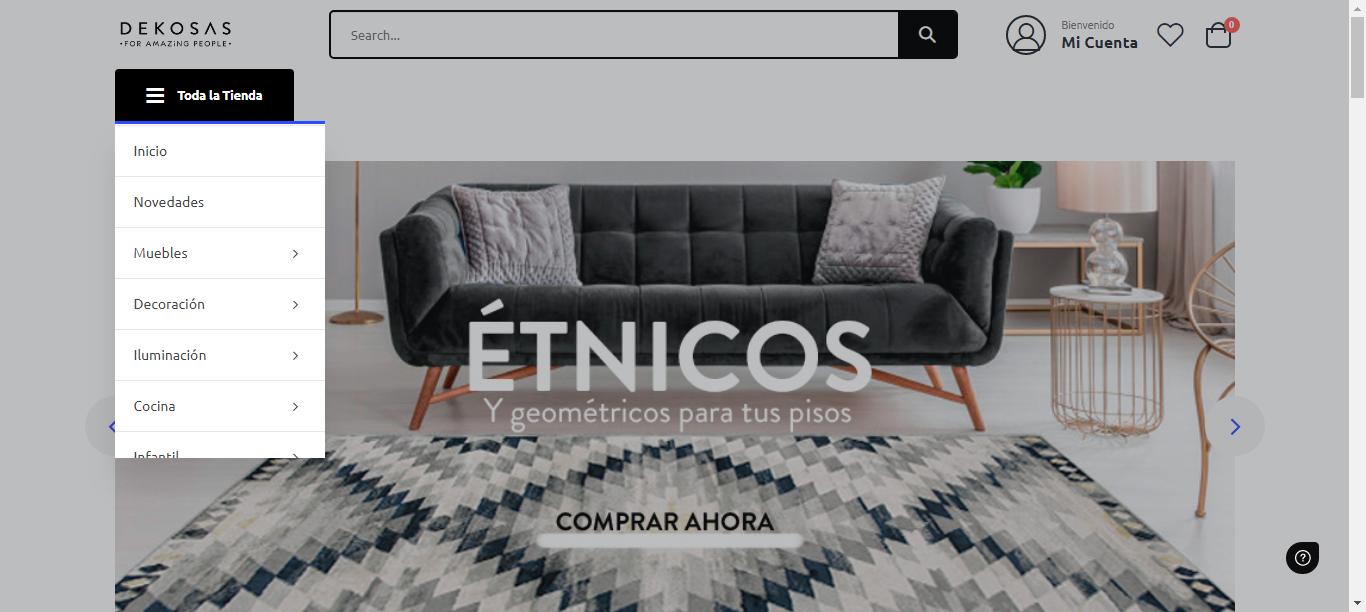 DEKOSAS
•FOR AMAZING PEOPLE•
Search...
Bienvenido
Mi Cuenta
0
Toda la Tienda
Inicio
Novedades
Muebles
Decoración
Iluminación
Cocina
Infantil
ÉTNICOS
Y geométricos para tus pisos
COMPRAR AHORA